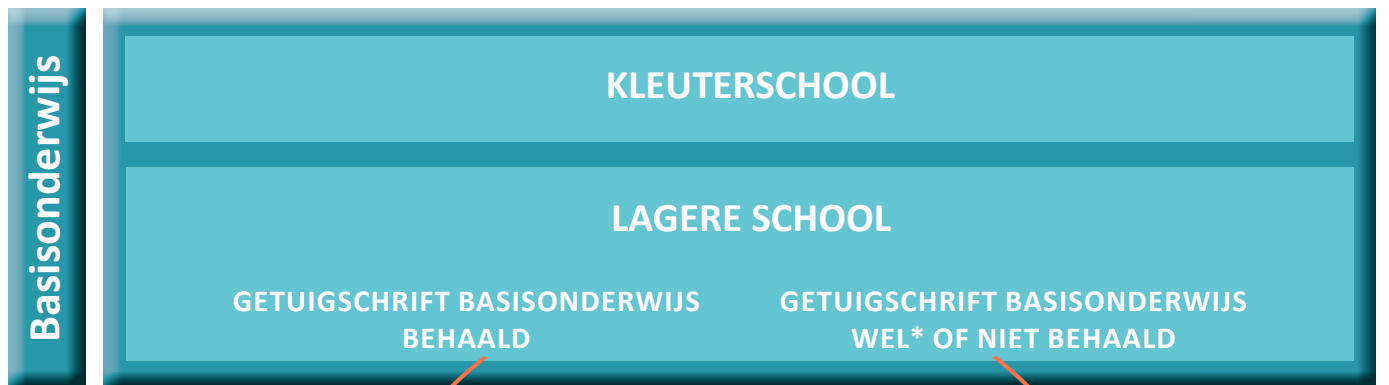 Basisonderwijs
KLEUTERSCHOOL
LAGERE SCHOOL
GETUIGSCHRIFT BASISONDERWIJS
BEHAALD
GETUIGSCHRIFT BASISONDERWIJS
WEL* OF NIET BEHAALD